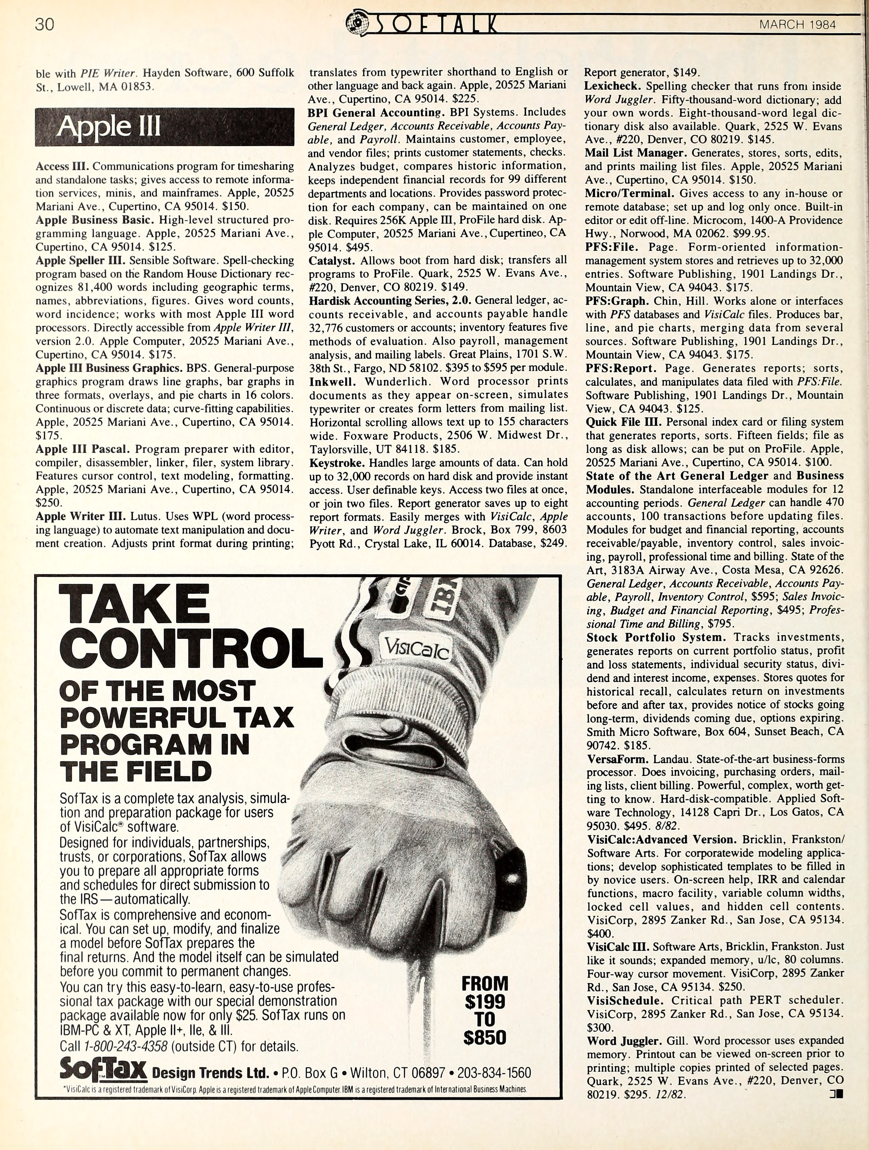 30
SOFTALK
MARCH 1984
ble with PIE Writer. Hayden Software, 600 Suffolk
St., Lowell, MA 01853.
Apple III
Access III. Communications program for timesharing
and standalone tasks; gives access to remote informa-
tion services, minis, and mainframes. Apple, 20525
Mariani Ave., Cupertino, CA 95014. $150.
Apple Business Basic. High-level structured pro-
gramming language. Apple, 20525 Mariani Ave.,
Cupertino, CA 95014. $125.
Apple Speller III. Sensible Software. Spell-checking
program based on the Random House Dictionary rec-
ognizes 81,400 words including geographic terms,
names, abbreviations, figures. Gives word counts,
word incidence; works with most Apple III word
processors. Directly accessible from Apple Writer III,
version 2.0. Apple Computer, 20525 Mariani Ave.,
Cupertino, CA 95014. $175.
Apple III Business Graphics. BPS. General-purpose
graphics program draws line graphs, bar graphs in
three formats, overlays, and pie charts in 16 colors.
Continuous or discrete data; curve-fitting capabilities.
Apple, 20525 Mariani Ave., Cupertino, CA 95014.
$175.
Apple III Pascal. Program preparer with editor,
compiler, disassembler, linker, filer, system library.
Features cursor control, text modeling, formatting.
Apple, 20525 Mariani Ave., Cupertino, CA 95014.
$250.
Apple Writer III. Lutus. Uses WPL (word process-
ing language) to automate text manipulation and docu-
ment creation. Adjusts print format during printing;
translates from typewriter shorthand to English or
other language and back again. Apple, 20525 Mariani
Ave., Cupertino, CA 95014. $225.
BPI General Accounting. BPI Systems. Includes
General Ledger, Accounts Receivable, Accounts Pay-
able, and Payroll. Maintains customer, employee,
and vendor files; prints customer statements, checks.
Analyzes budget, compares historic information,
keeps independent financial records for 99 different
departments and locations. Provides password protec-
tion for each company, can be maintained on one
disk. Requires 256K Apple III, ProFile hard disk. Ap-
ple Computer, 20525 Mariani Ave., Cupertineo, CA
95014. $495.
Catalyst. Allows boot from hard disk; transfers all
programs to ProFile. Quark, 2525 W. Evans Ave.,
#220, Denver, CO 80219. $149.
Hardisk Accounting Series, 2.0. General ledger, ac-
counts receivable, and accounts payable handle
32,776 customers or accounts; inventory features five
methods of evaluation. Also payroll, management
analysis, and mailing labels. Great Plains, 1701 S.W.
38th St., Fargo, ND 58102. $395 to $595 per module.
Inkwell. Wunderlich. Word processor prints
documents as they appear on-screen, simulates
typewriter or creates form letters from mailing list.
Horizontal scrolling allows text up to 155 characters
wide. Foxware Products, 2506 W. Midwest Dr.,
Taylorsville, UT 84118. $185.
Keystroke. Handles large amounts of data. Can hold
up to 32,000 records on hard disk and provide instant
access. User definable keys. Access two files at once,
or join two files. Report generator saves up to eight
report formats. Easily merges with VisiCalc, Apple
Writer, and Word Juggler. Brock, Box 799, 8603
Pyott Rd., Crystal Lake, IL 60014. Database, $249.
Report generator, $149.
Lexicheck. Spelling checker that runs from inside
Word Juggler. Fifty-thousand-word dictionary; add
your own words. Eight-thousand-word legal dic-
tionary disk also available. Quark, 2525 W. Evans
Ave., #220, Denver, CO 80219. $145.
Mail List Manager. Generates, stores, sorts, edits,
and prints mailing list files. Apple, 20525 Mariani
Ave., Cupertino, CA 95014. $150.
Micro/Terminal. Gives access to any in-house or
remote database; set up and log only once. Built-in
editor or edit off-line. Microcom, 1400-A Providence
Hwy., Norwood, MA 02062. $99.95.
PFS:File. Page. Form-oriented information-
management system stores and retrieves up to 32,000
entries. Software Publishing, 1901 Landings Dr.,
Mountain View, CA 94043. $175.
PFS:Graph. Chin, Hill. Works alone or interfaces
with PFS databases and VisiCalc files. Produces bar,
line, and pie charts, merging data from several
sources. Software Publishing, 1901 Landings Dr.,
Mountain View, CA 94043. $175.
PFS:Report. Page. Generates reports; sorts,
calculates, and manipulates data filed with PFS:File.
Software Publishing, 1901 Landings Dr., Mountain
View, CA 94043. $125.
Quick File III. Personal index card or filing system
that generates reports, sorts. Fifteen fields; file as
long as disk allows; can be put on ProFile. Apple,
20525 Mariani Ave., Cupertino, CA 95014. $100.
State of the Art General Ledger and Business
Modules. Standalone interfaceable modules for 12
accounting periods. General Ledger can handle 470
accounts, 100 transactions before updating files.
Modules for budget and financial reporting, accounts
receivable/payable, inventory control, sales invoic-
ing, payroll, professional time and billing. State of the
Art, 3183A Airway Ave., Costa Mesa, CA 92626.
General Ledger, Accounts Receivable, Accounts Pay-
able, Payroll, Inventory Control, $595; Sales Invoic-
ing, Budget and Financial Reporting, $495; Profes-
sional Time and Billing, $795.
Stock Portfolio System. Tracks investments,
generates reports on current portfolio status, profit
and loss statements, individual security status, divi-
dend and interest income, expenses. Stores quotes for
historical recall, calculates return on investments
before and after tax, provides notice of stocks going
long-term, dividends coming due, options expiring.
Smith Micro Software, Box 604, Sunset Beach, CA
90742. $185.
VersaForm. Landau. State-of-the-art business-forms
processor. Does invoicing, purchasing orders, mail-
ing lists, client billing. Powerful, complex, worth get-
ting to know. Hard-disk-compatible. Applied Soft-
ware Technology, 14128 Capri Dr., Los Gatos, CA
95030. $495. 8/82.
VisiCalc:Advanced Version. Bricklin, Frankston/
Software Arts. For corporatewide modeling applica-
tions; develop sophisticated templates to be filled in
by novice users. On-screen help, IRR and calendar
functions, macro facility, variable column widths,
locked cell values, and hidden cell contents.
VisiCorp, 2895 Zanker Rd., San Jose, CA 95134.
$400.
VisiCalc III. Software Arts, Bricklin, Frankston. Just
like it sounds; expanded memory, u/lc, 80 columns.
Four-way cursor movement. VisiCorp, 2895 Zanker
Rd., San Jose, CA 95134. $250.
VisiSchedule. Critical path PERT scheduler.
VisiCorp, 2895 Zanker Rd., San Jose, CA 95134.
$300.
Word Juggler. Gill. Word processor uses expanded
memory. Printout can be viewed on-screen prior to
printing; multiple copies printed of selected pages.
Quark, 2525 W. Evans Ave., #220, Denver, CO
80219. $295. 12/82.
TAKE
CONTROL
OF THE MOST
POWERFUL TAX
PROGRAM IN
THE FIELD
IBM
VISICALC
SofTax is a complete tax analysis, simula-
tion and preparation package for users
of VisiCalc® software.
Designed for individuals, partnerships,
trusts, or corporations, SofTax allows
you to prepare all appropriate forms
and schedules for direct submission to
the IRS—automatically.
SofTax is comprehensive and econom-
ical. You can set up, modify, and finalize
a model before SofTax prepares the
final returns. And the model itself can be simulated
before you commit to permanent changes.
You can try this easy-to-learn, easy-to-use profes-
sional tax package with our special demonstration
package available now for only $25. SofTax runs on
IBM-PC & XT, Apple II+, IIe, & III.
Call 1-800-243-4358 (outside CT) for details.
FROM
$199
TO
$850
SofTax Design Trends Ltd. • P.O. Box G • Wilton, CT 06897 • 203-834-1560
*VisiCalc is a registered trademark of VisiCorp. Apple is a registered trademark of Apple Computer. IBM is a registered trademark of International Business Machines.